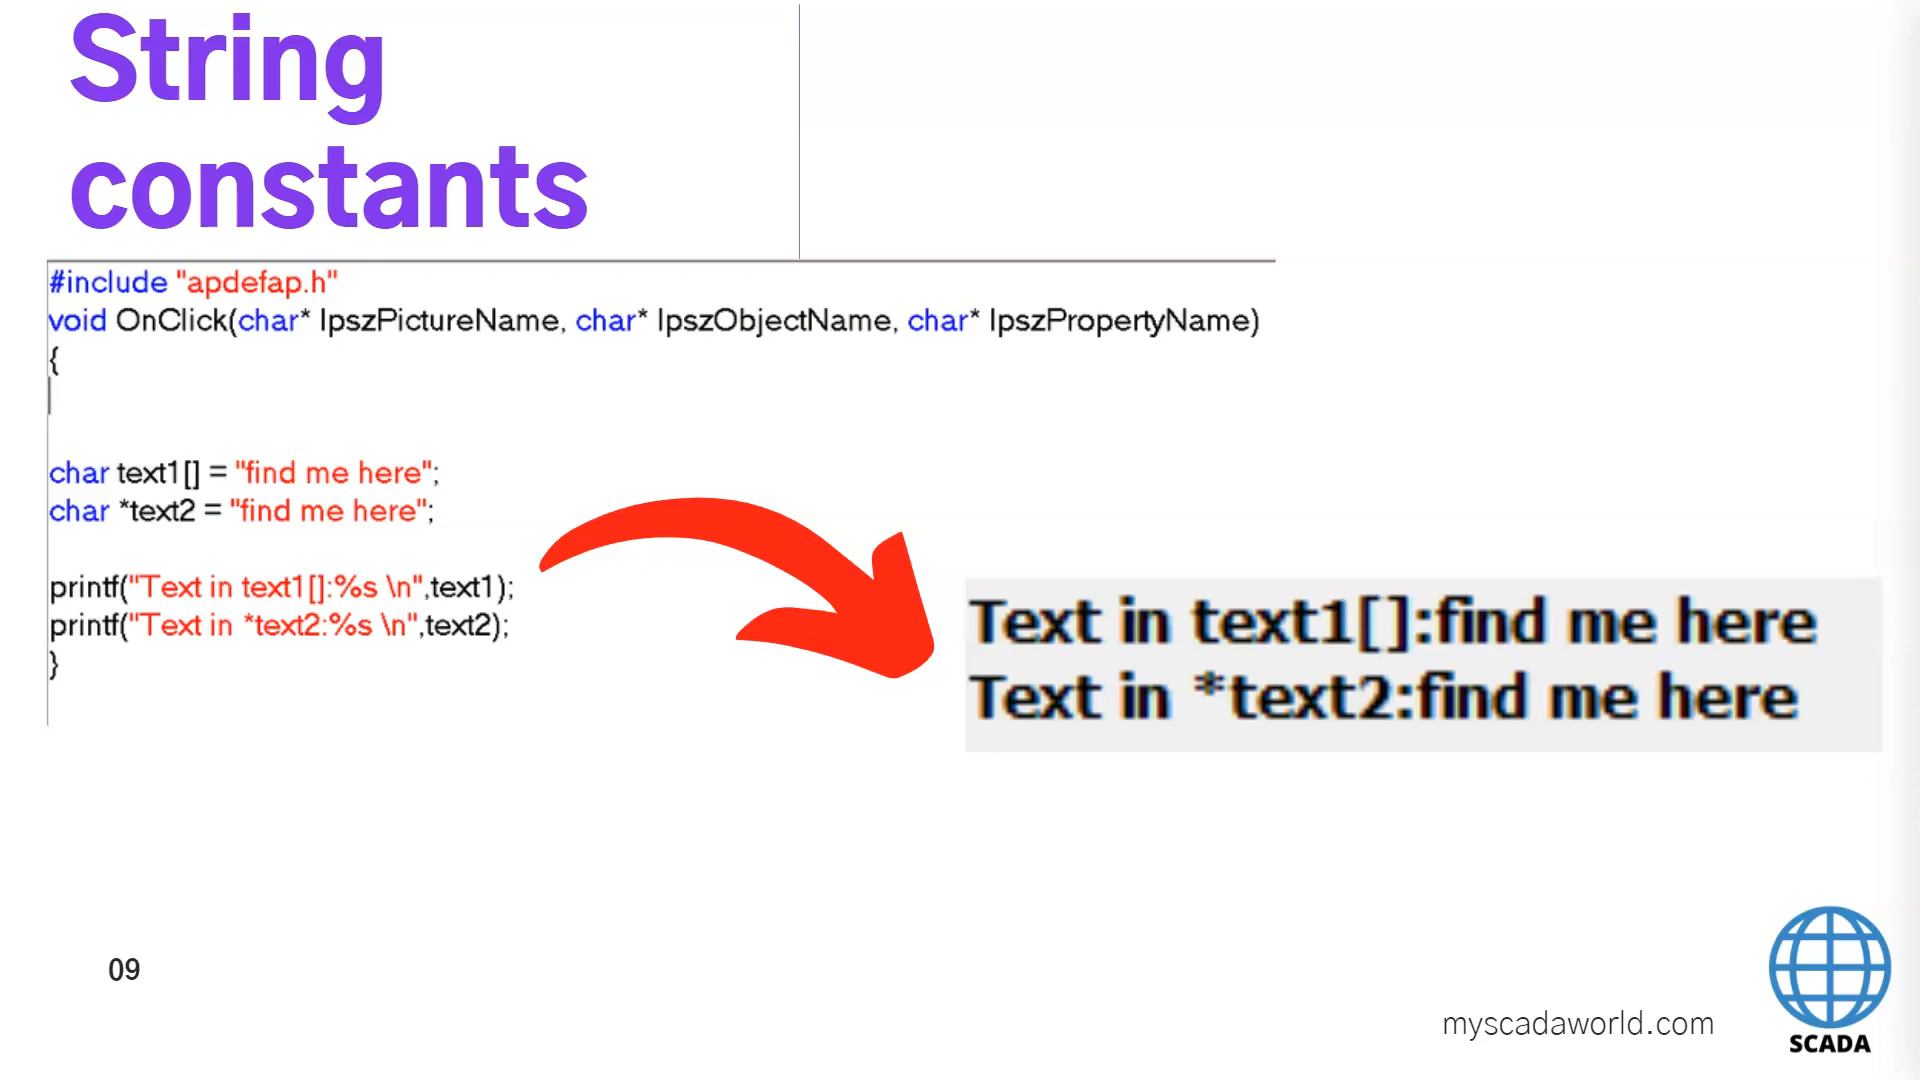 String
constants
#include "apdefap.h"
void OnClick(char* lpszPictureName, char* lpszObjectName, char* lpszPropertyName)
{
char text1[] = "find me here";
char *text2 = "find me here";
printf("Text in text1[]:%s \n",text1);
printf("Text in *text2:%s \n",text2);
}
Text in text1[]:find me here
Text in *text2:find me here
09
myscadaworld.com
SCADA